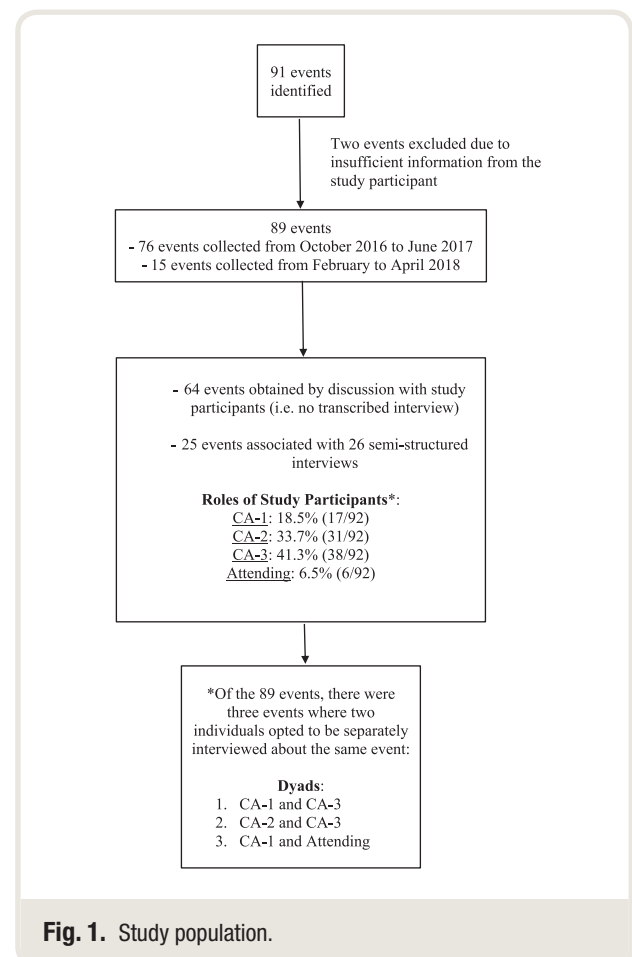 91 events
identified
Two events excluded due to
insufficient information from the
study participant
89 events
- 76 events collected from October 2016 to June 2017
- 15 events collected from February to April 2018
- 64 events obtained by discussion with study
participants (i.e. no transcribed interview)
- 25 events associated with 26 semi-structured
interviews
Roles of Study Participants*:
CA-1: 18.5% (17/92)
CA-2: 33.7% (31/92)
CA-3: 41.3% (38/92)
Attending: 6.5% (6/92)
*Of the 89 events, there were
three events where two
individuals opted to be separately
interviewed about the same event:
Dyads:
1. CA-1 and CA-3
2. CA-2 and CA-3
3. CA-1 and Attending
Fig. 1. Study population.